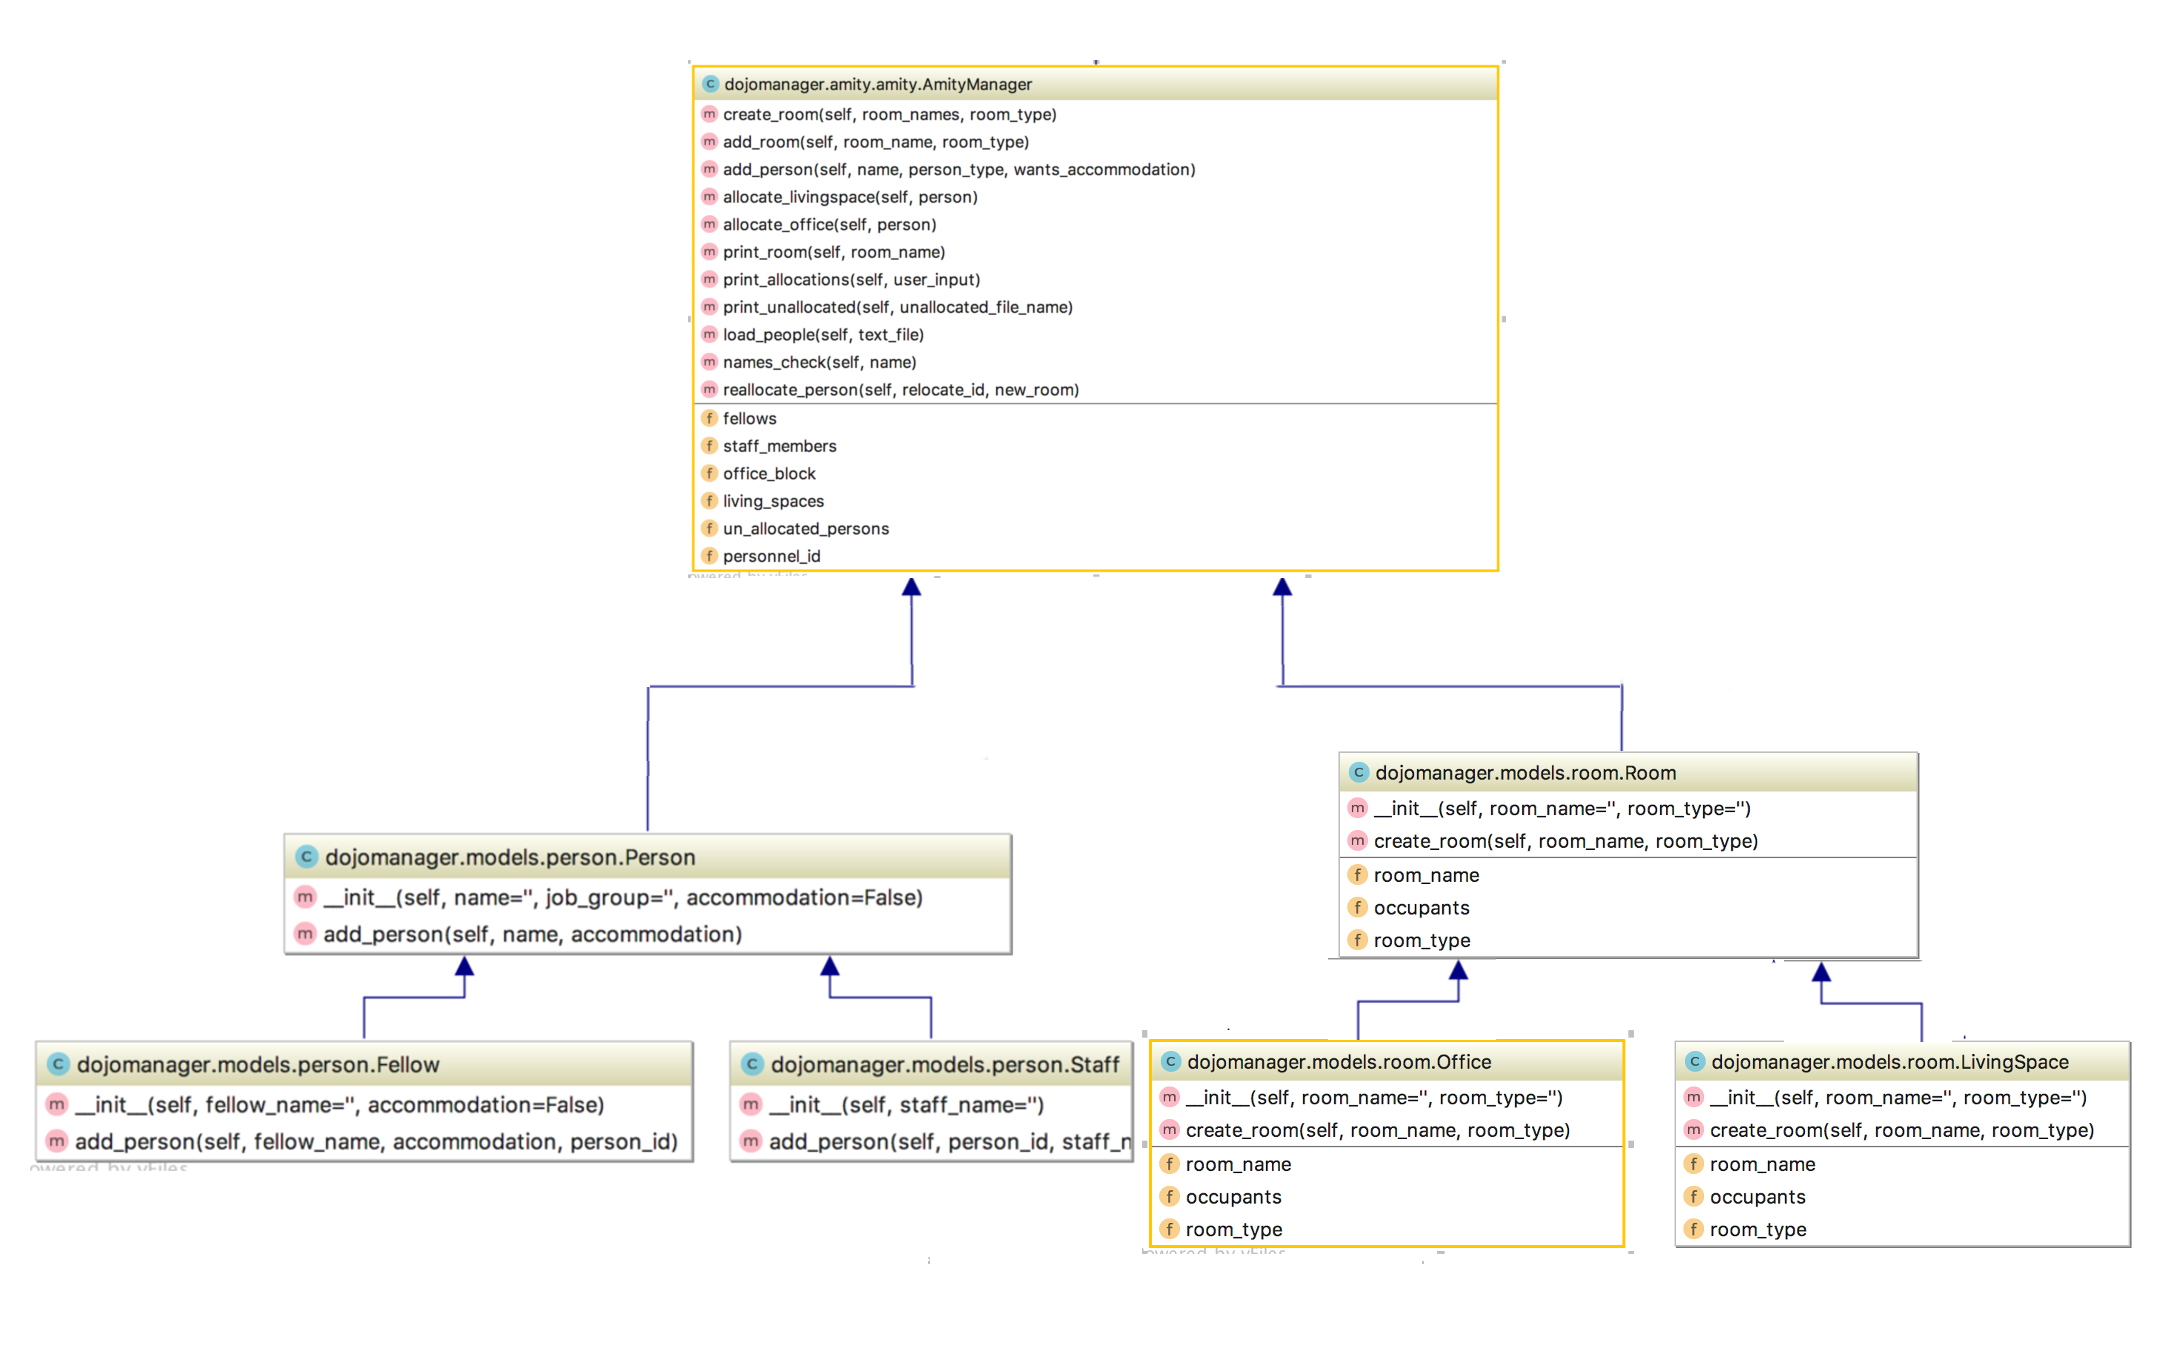 dojomanager.amity.amity.AmityManager
create_room(self, room_names, room_type)
add_room(self, room_name, room_type)
add_person(self, name, person_type, wants_accommodation)
allocate_livingspace(self, person)
allocate_office(self, person)
print_room(self, room_name)
print_allocations(self, user_input)
print_unallocated(self, unallocated_file_name)
load_people(self, text_file)
names_check(self, name)
reallocate_person(self, relocate_id, new_room)
fellows
staff_members
office_block
living_spaces
un_allocated_persons
personnel_id
dojomanager.models.person.Person
__init__(self, name='', job_group='', accommodation=False)
add_person(self, name, accommodation)
dojomanager.models.room.Room
__init__(self, room_name='', room_type='')
create_room(self, room_name, room_type)
room_name
occupants
room_type
dojomanager.models.person.Fellow
__init__(self, fellow_name='', accommodation=False)
add_person(self, fellow_name, accommodation, person_id)
dojomanager.models.person.Staff
__init__(self, staff_name='')
add_person(self, person_id, staff_n
dojomanager.models.room.Office
__init__(self, room_name='', room_type='')
create_room(self, room_name, room_type)
room_name
occupants
room_type
dojomanager.models.room.LivingSpace
__init__(self, room_name='', room_type='')
create_room(self, room_name, room_type)
room_name
occupants
room_type